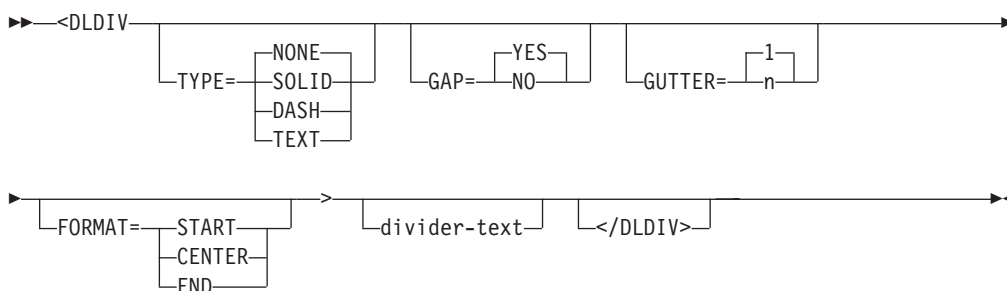 <DLDIV
NONE YES 1
TYPE= SOLID GAP= NO GUTTER= n
DASH
TEXT
>
FORMAT= START divider-text </DLDIV>
CENTER
END